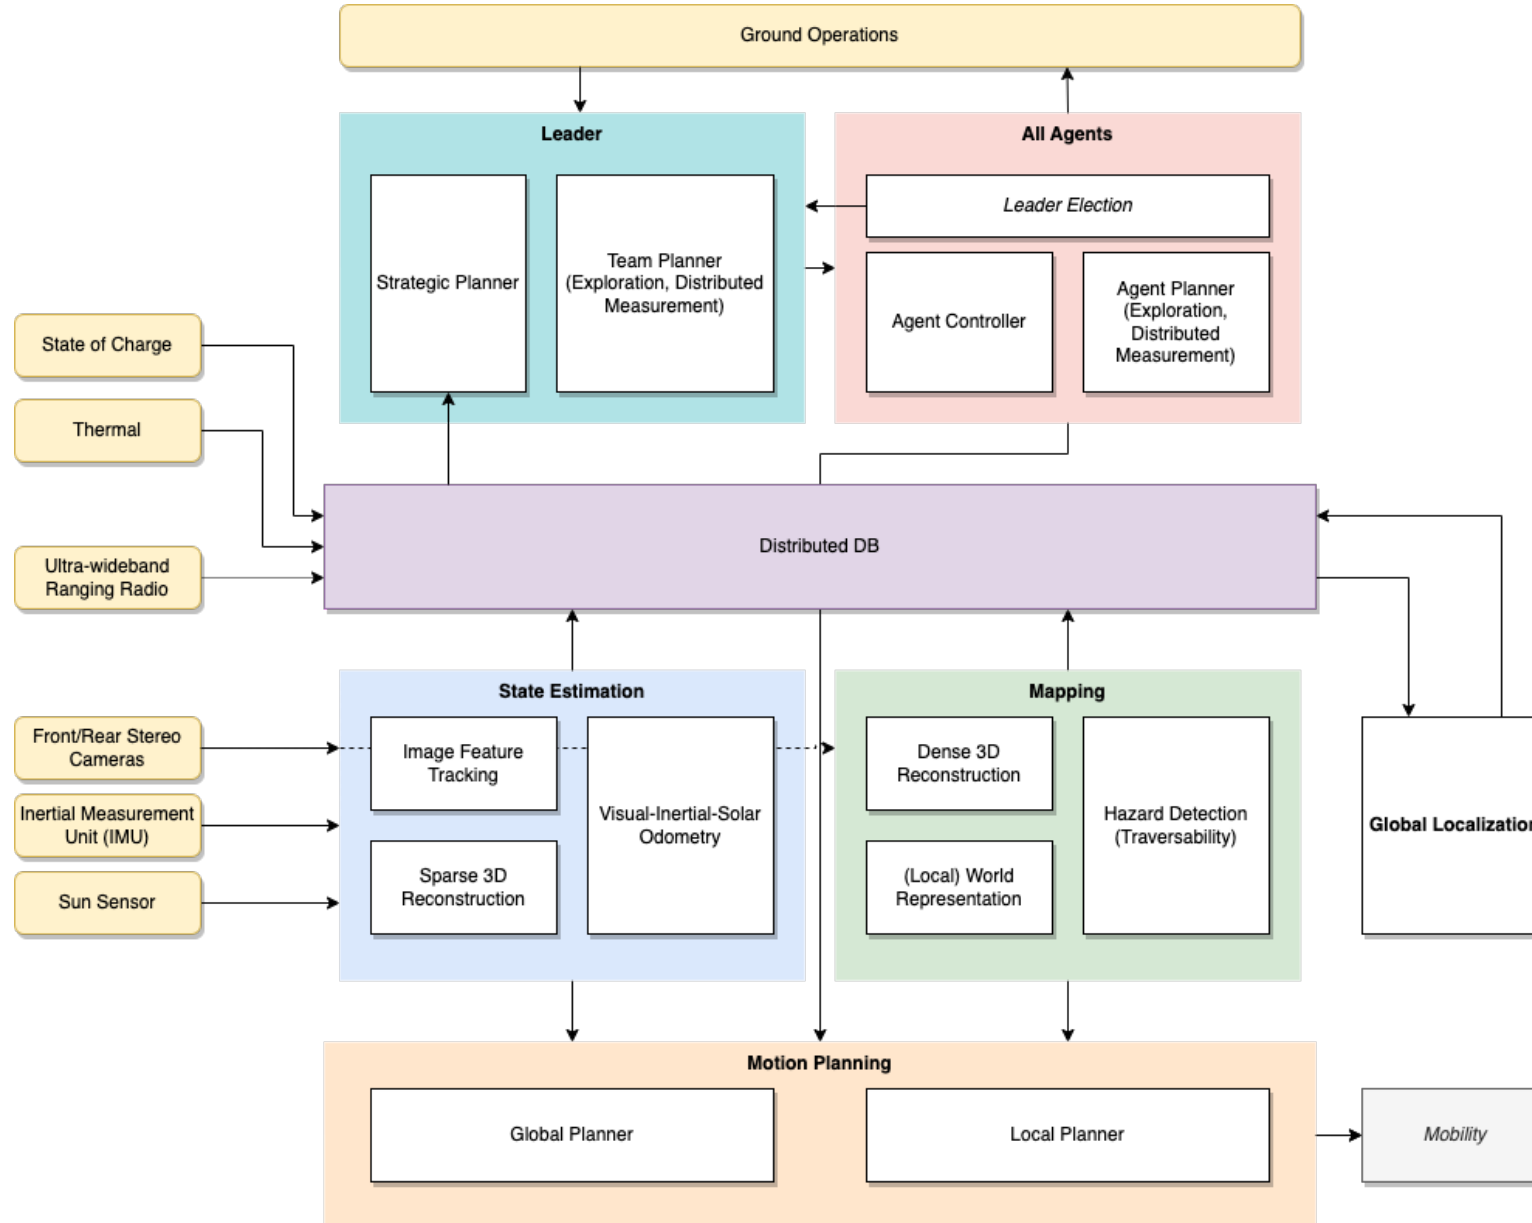 Ground Operations
Leader
All Agents
Strategic Planner
Team Planner
(Exploration, Distributed
Measurement)
Leader Election
Agent Controller
Agent Planner
(Exploration,
Distributed
Measurement)
State of Charge
Thermal
Ultra-wideband
Ranging Radio
Distributed DB
State Estimation
Mapping
Front/Rear Stereo
Cameras
Inertial Measurement
Unit (IMU)
Sun Sensor
Image Feature
Tracking
Sparse 3D
Reconstruction
Visual-Inertial-Solar
Odometry
Dense 3D
Reconstruction
(Local) World
Representation
Hazard Detection
(Traversability)
Global Localization
Motion Planning
Global Planner
Local Planner
Mobility